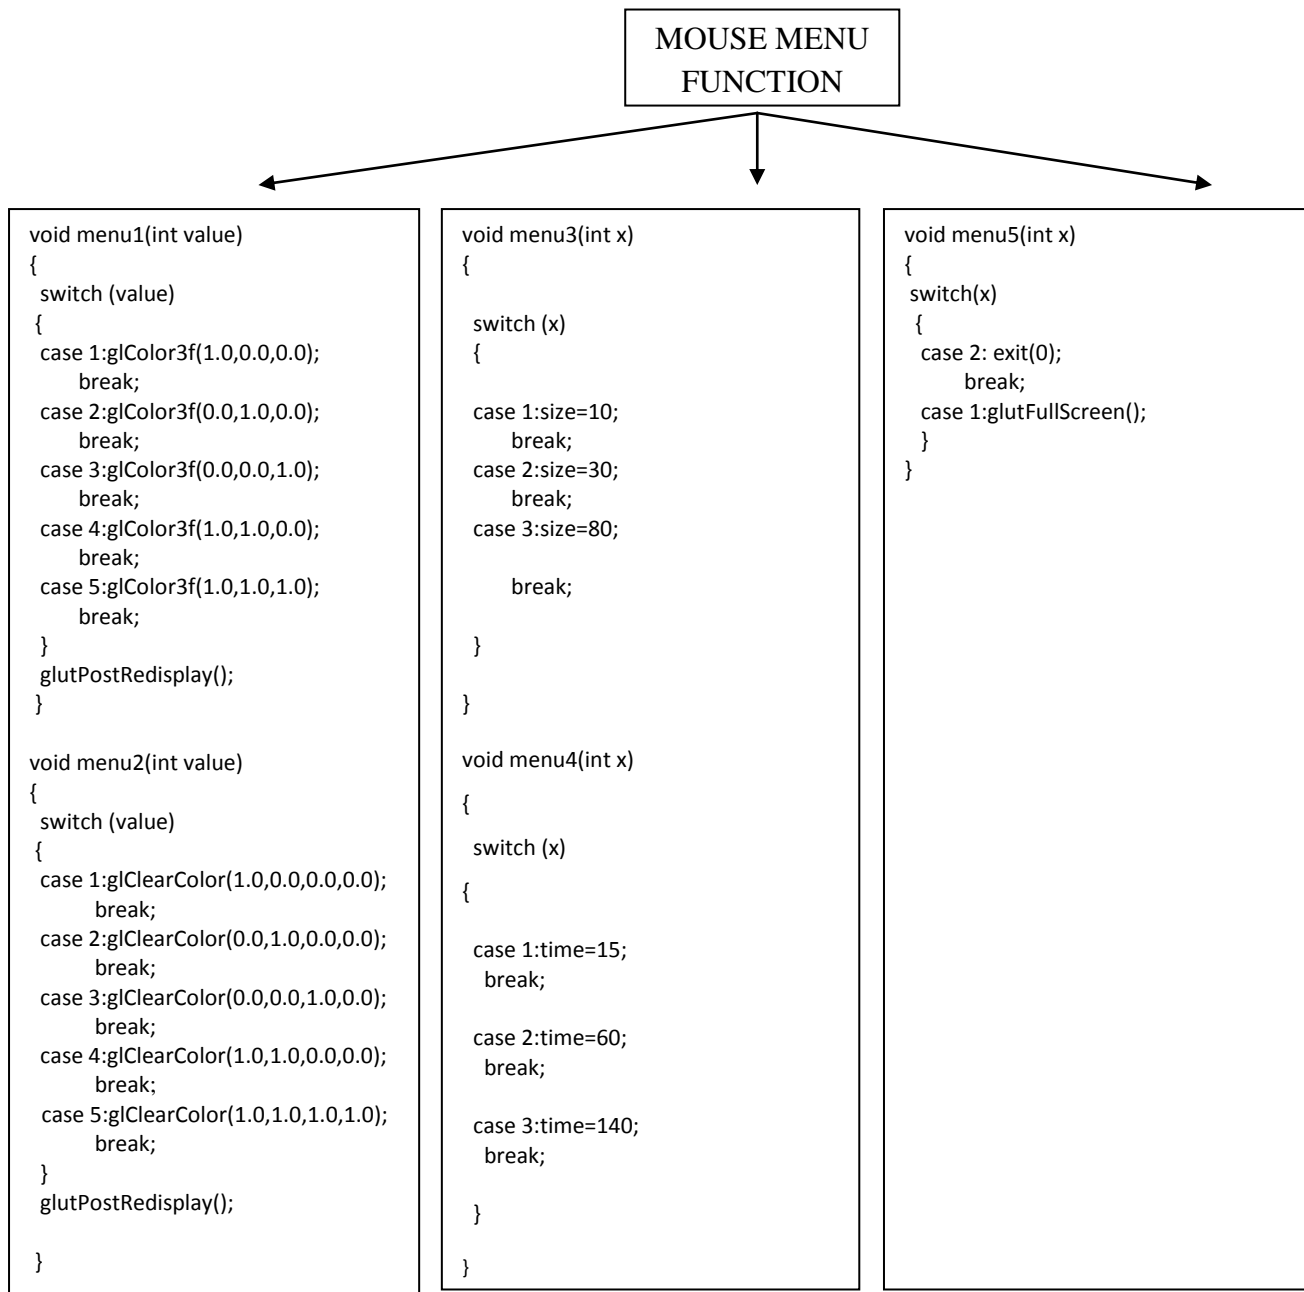 MOUSE MENU
FUNCTION
void menu1(int value)
{
switch (value)
{
case 1:glColor3f(1.0,0.0,0.0);
break;
case 2:glColor3f(0.0,1.0,0.0);
break;
case 3:glColor3f(0.0,0.0,1.0);
break;
case 4:glColor3f(1.0,1.0,0.0);
break;
case 5:glColor3f(1.0,1.0,1.0);
break;
}
glutPostRedisplay();
}
void menu2(int value)
{
switch (value)
{
case 1:glClearColor(1.0,0.0,0.0,0.0);
break;
case 2:glClearColor(0.0,1.0,0.0,0.0);
break;
case 3:glClearColor(0.0,0.0,1.0,0.0);
break;
case 4:glClearColor(1.0,1.0,0.0,0.0);
break;
case 5:glClearColor(1.0,1.0,1.0,1.0);
break;
}
glutPostRedisplay();
}
void menu3(int x)
{
switch (x)
{
case 1:size=10;
break;
case 2:size=30;
break;
case 3:size=80;
break;
}
}
void menu4(int x)
{
switch (x)
{
case 1:time=15;
break;
case 2:time=60;
break;
case 3:time=140;
break;
}
}
void menu5(int x)
{
switch(x)
{
case 2: exit(0);
break;
case 1:glutFullScreen();
}
}